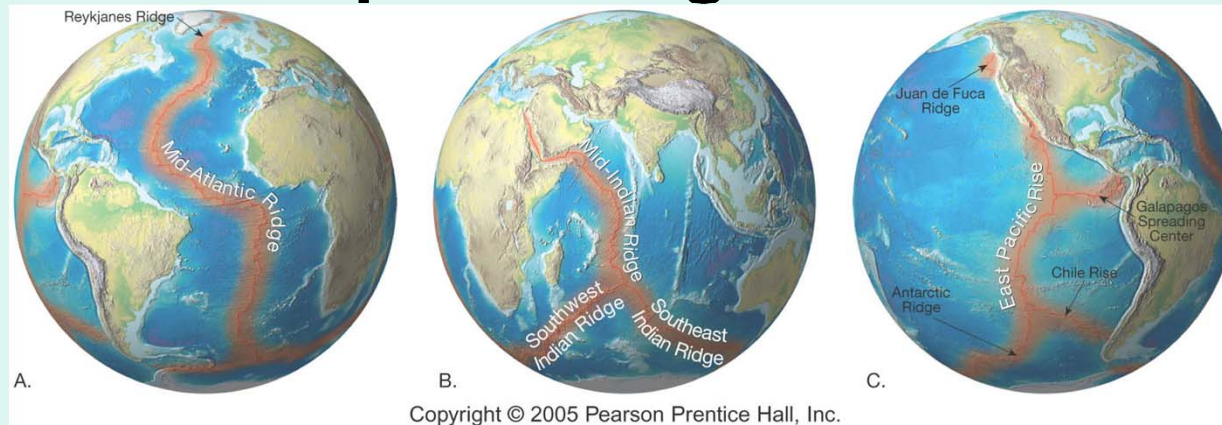 Reykjanes Ridge
Mid-Atlantic Ridge
A.
Mid-Indian Ridge
Southwest
Indian Ridge
Southeast
Indian Ridge
B.
Juan de Fuca
Ridge
East Pacific Rise
Galapagos
Spreading
Center
Chile Rise
Antarctic
Ridge
C.
Copyright © 2005 Pearson Prentice Hall, Inc.